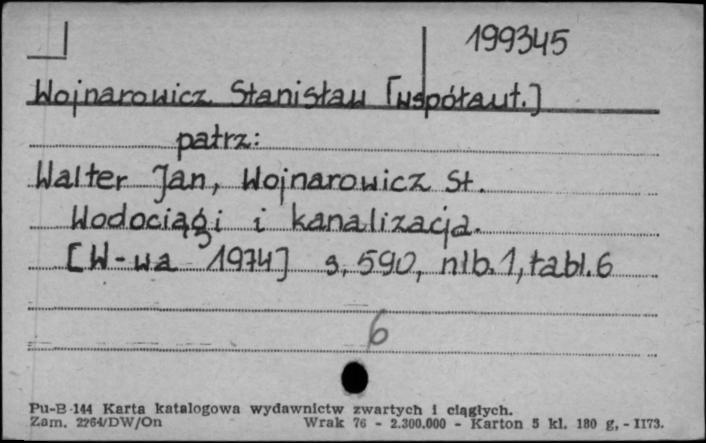 199345
Wojnarowicz Stanisław [współaut.]
patrz:
Walter Jan, Wojnarowicz St.
Wodociągi i kanalizacja.
[W-wa 1974] s. 590, nlb. 1, tabl. 6
6
Pu-B-144 Karta katalogowa wydawnictw zwartych i ciągłych.
Zam. 2264/DW/On Wrak 76 - 2.300.000 - Karton 5 kl. 180 g, - II73.